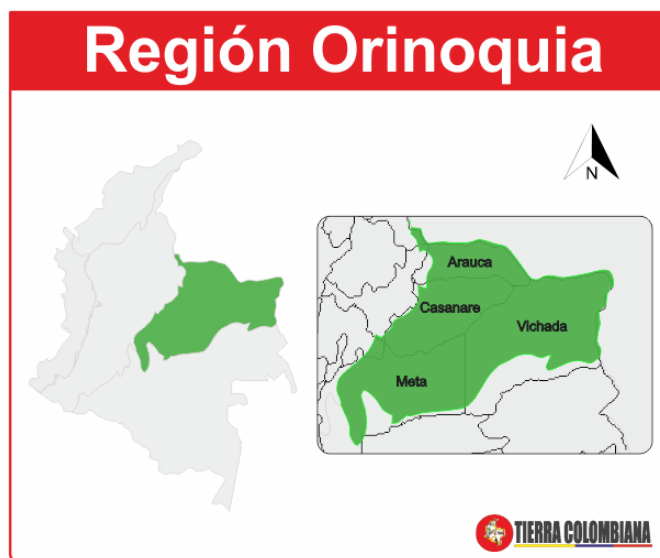 Región Orinoquia
N
Arauca
Casanare
Vichada
Meta
TIERRA COLOMBIANA